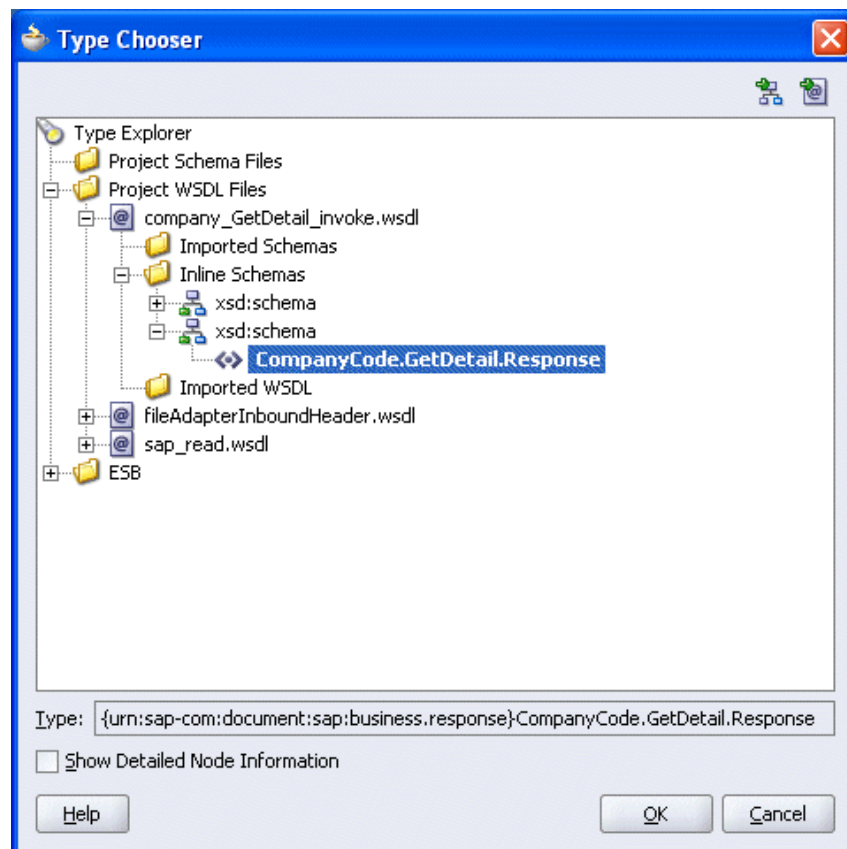 Type Chooser
Type Explorer
Project Schema Files
Project WSDL Files
company_GetDetail_invoke.wsdl
Imported Schemas
Inline Schemas
xsd:schema
xsd:schema
CompanyCode.GetDetail.Response
Imported WSDL
fileAdapterInboundHeader.wsdl
sap_read.wsdl
ESB
Type: {urn:sap-com:document:sap:business.response}CompanyCode.GetDetail.Response
Show Detailed Node Information
Help OK Cancel